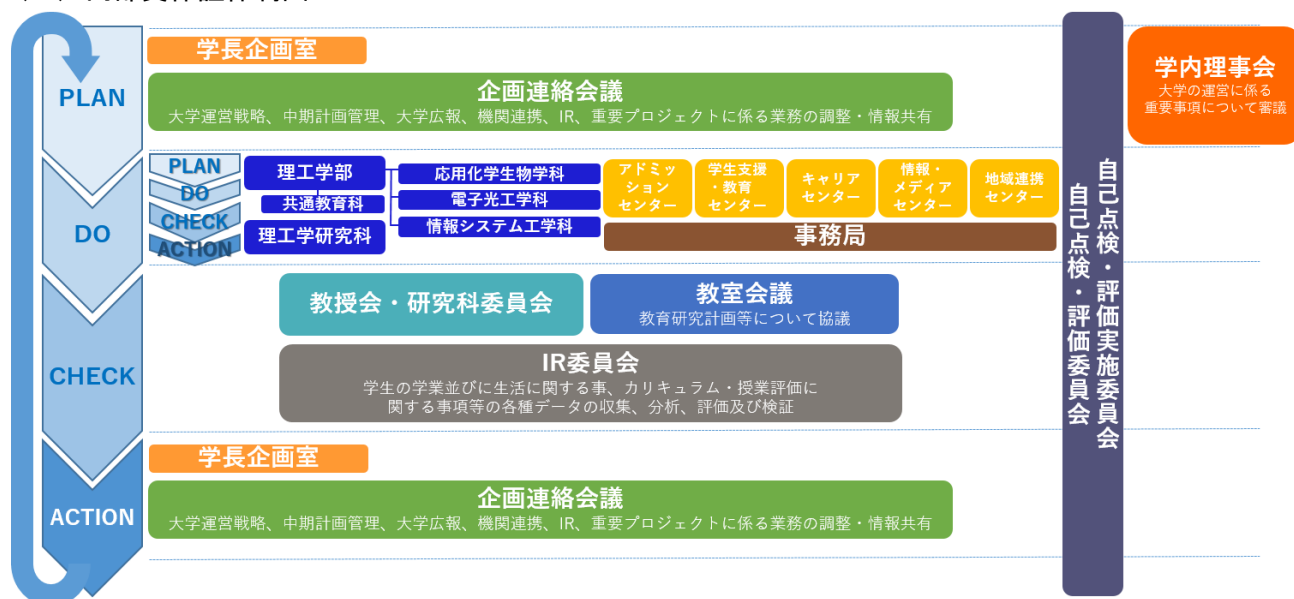 PLAN
学長企画室
企画連絡会議
大学運営戦略、中期計画管理、大学広報、機関連携、IR、重要プロジェクトに係る業務の調整・情報共有
学内理事会
大学の運営に係る
重要事項について審議
DO
PLAN
DO
CHECK
ACTION
理工学部
共通教育科
理工学研究科
応用化学生物学科
電子光工学科
情報システム工学科
アドミッ
ション
センター
学生支援
・教育
センター
キャリア
センター
情報・
メディア
センター
地域連携
センター
事務局
自己点検・評価実施委員会
自己点検・評価委員会
CHECK
教授会・研究科委員会
教室会議
教育研究計画等について協議
IR委員会
学生の学業並びに生活に関する事、カリキュラム・授業評価に
関する事項等の各種データの収集、分析、評価及び検証
ACTION
学長企画室
企画連絡会議
大学運営戦略、中期計画管理、大学広報、機関連携、IR、重要プロジェクトに係る業務の調整・情報共有